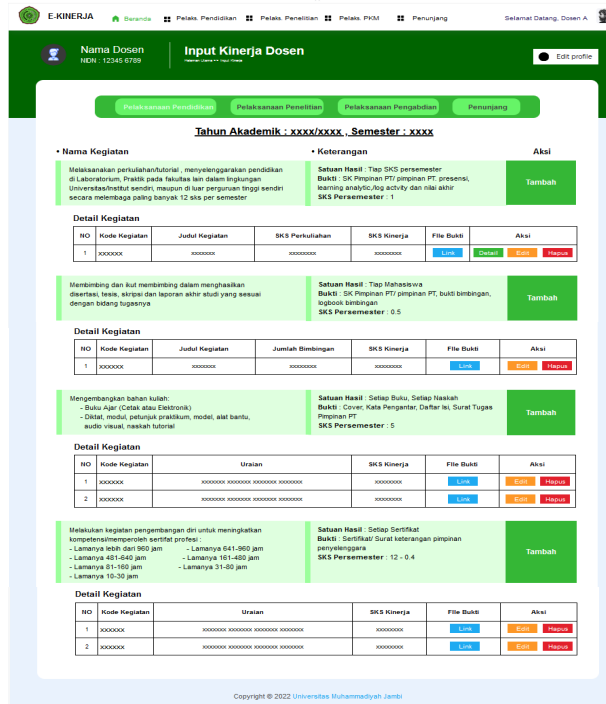 E-KINERJA
Beranda
Pelaks. Pendidikan
Pelaks. Penelitian
Pelaks. PKM
Penunjang
Selamat Datang, Dosen A
Nama Dosen
NIDN : 12345 6789
Input Kinerja Dosen
Halaman Utama >> Input Kinerja
Edit profile
Pelaksanaan Pendidikan
Pelaksanaan Penelitian
Pelaksanaan Pengabdian
Penunjang
Tahun Akademik : xxxx/xxxx , Semester : xxxx
• Nama Kegiatan
• Keterangan
Aksi
Melaksanakan perkuliahan/tutorial , menyelenggarakan pendidikan
di Laboratorium, Praktik pada fakultas lain dalam lingkungan
Universitas/Institut sendiri, maupun di luar perguruan tinggi sendiri
secara melembaga paling banyak 12 sks per semester
Satuan Hasil : Tiap SKS persemester
Bukti : SK Pimpinan PT/ pimpinan PT. presensi,
learning analytic,/log actvity dan nilai akhir
SKS Persemester : 1
Tambah
Detail Kegiatan
NO Kode Kegiatan Judul Kegiatan SKS Perkuliahan SKS Kinerja FIle Bukti Aksi
1 xxxxxx xxxxxxx xxxxxxxx xxxxxxxx Link Detail Edit Hapus
Membimbing dan ikut membimbing dalam menghasilkan
disertasi, tesis, skripsi dan laporan akhir studi yang sesuai
dengan bidang tugasnya
Satuan Hasil : Tiap Mahasiswa
Bukti : SK Pimpinan PT/ pimpinan PT, bukti bimbingan,
logbook bimbingan
SKS Persemester : 0.5
Tambah
Detail Kegiatan
NO Kode Kegiatan Judul Kegiatan Jumlah Bimbingan SKS Kinerja FIle Bukti Aksi
1 xxxxxx xxxxxxx xxxxxxxx xxxxxxxx Link Edit Hapus
Mengembangkan bahan kuliah:
- Buku Ajar (Cetak atau Elektronik)
- Diktat, modul, petunjuk praktikum, model, alat bantu,
audio visual, naskah tutorial
Satuan Hasil : Setiap Buku, Setiap Naskah
Bukti : Cover, Kata Pengantar, Daftar Isi, Surat Tugas
Pimpinan PT
SKS Persemester : 5
Tambah
Detail Kegiatan
NO Kode Kegiatan Uraian SKS Kinerja FIle Bukti Aksi
1 xxxxxx xxxxxxx xxxxxxx xxxxxxx xxxxxxx xxxxxxxx Link Edit Hapus
2 xxxxxx xxxxxxx xxxxxxx xxxxxxx xxxxxxx xxxxxxxx Link Edit Hapus
Melakukan kegiatan pengembangan diri untuk meningkatkan
kompetensi/memperoleh sertifat profesi :
- Lamanya lebih dari 960 jam - Lamanya 641-960 jam
- Lamanya 481-640 jam - Lamanya 161-480 jam
- Lamanya 81-160 jam - Lamanya 31-80 jam
- Lamanya 10-30 jam
Satuan Hasil : Setiap Sertifikat
Bukti : Sertifikat/ Surat keterangan pimpinan
penyelenggara
SKS Persemester : 12 - 0.4
Tambah
Detail Kegiatan
NO Kode Kegiatan Uraian SKS Kinerja FIle Bukti Aksi
1 xxxxxx xxxxxxx xxxxxxx xxxxxxx xxxxxxx xxxxxxxx Link Edit Hapus
2 xxxxxx xxxxxxx xxxxxxx xxxxxxx xxxxxxx xxxxxxxx Link Edit Hapus
Copyright © 2022 Universitas Muhammadiyah Jambi